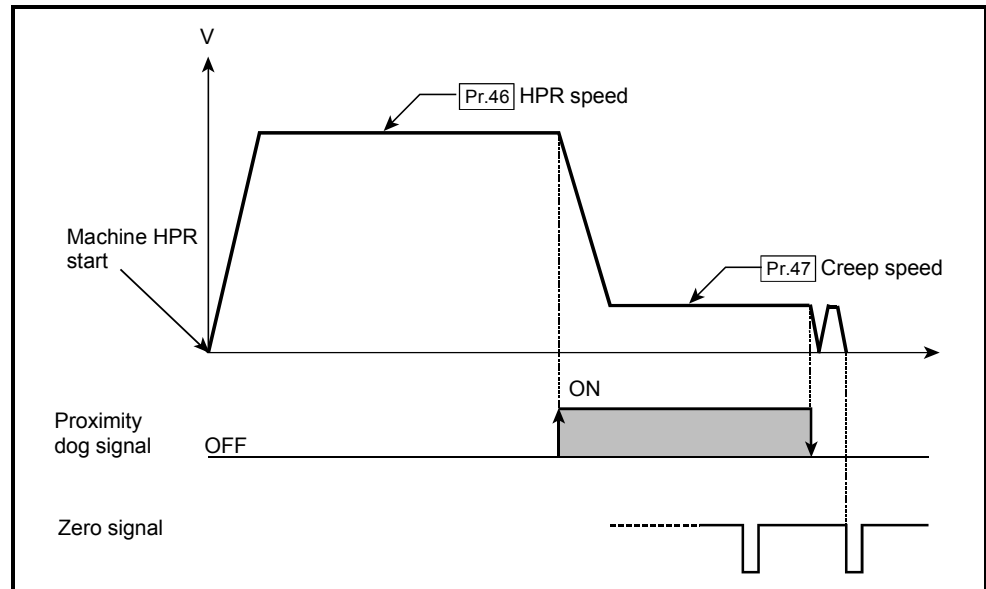 V
Pr.46 HPR speed
Machine HPR
start
Pr.47 Creep speed
ON
Proximity
dog signal
OFF
Zero signal